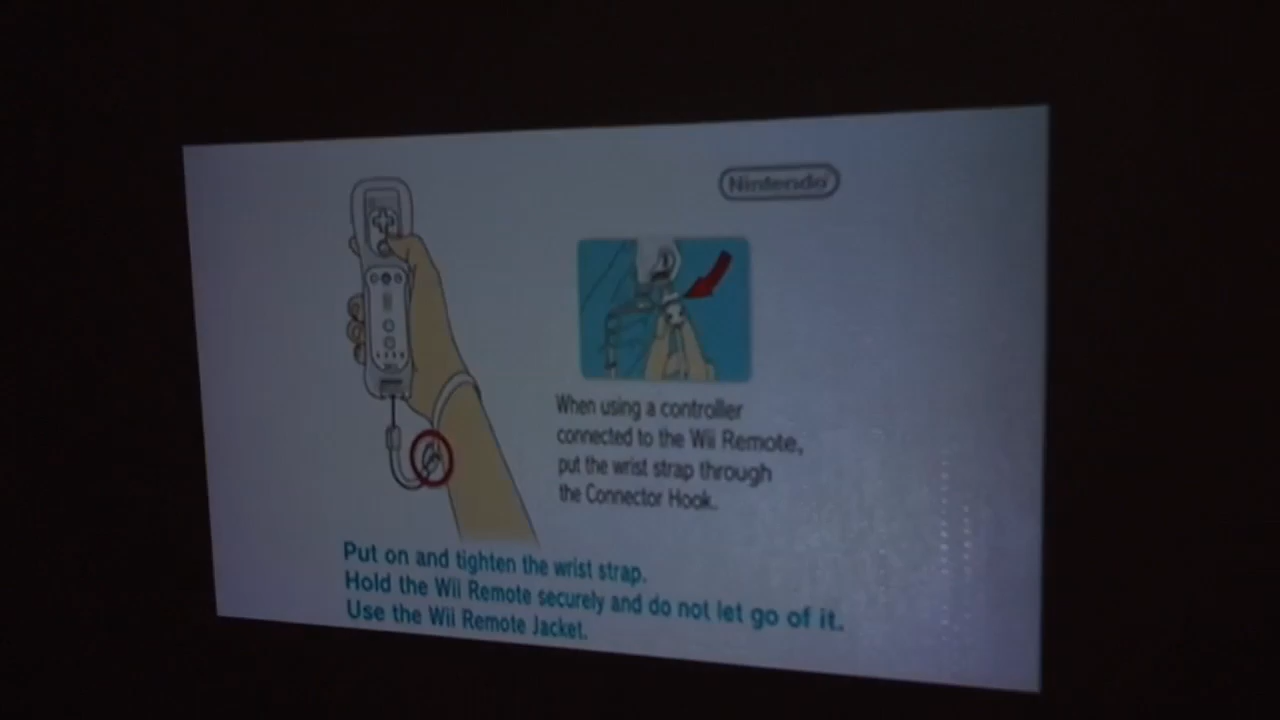 Nintendo
When using a controller
connected to the Wii Remote,
put the wrist strap through
the Connector Hook.
Put on and tighten the wrist strap.
Hold the Wii Remote securely and do not let go of it.
Use the Wii Remote Jacket.